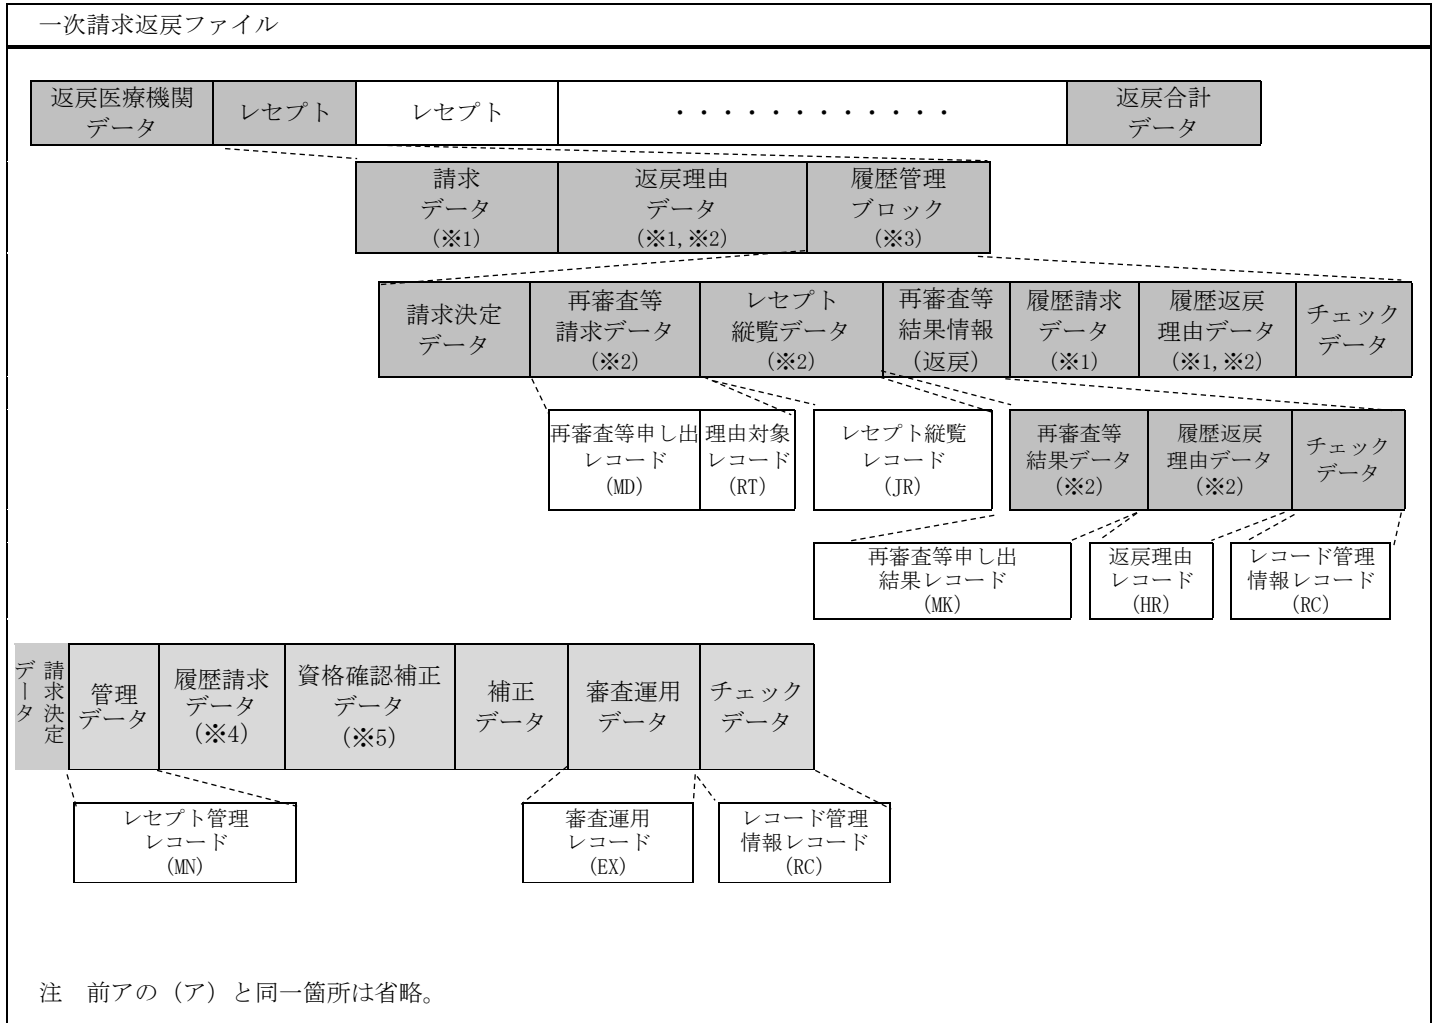 一次請求返戻ファイル
返戻医療機関
データ
レセプト
レセプト
・・・・・・・・・・・・
返戻合計
データ
請求
データ
(※1)
返戻理由
データ
(※1,※2)
履歴管理
ブロック
(※3)
請求決定
データ
再審査等
請求データ
(※2)
レセプト
縦覧データ
(※2)
再審査等
結果情報
(返戻)
履歴請求
データ
(※1)
履歴返戻
理由データ
(※1,※2)
チェック
データ
再審査等申し出
レコード
(MD)
理由対象
レコード
(RT)
レセプト縦覧
レコード
(JR)
再審査等
結果データ
(※2)
履歴返戻
理由データ
(※2)
チェック
データ
再審査等申し出
結果レコード
(MK)
返戻理由
レコード
(HR)
レコード管理
情報レコード
(RC)
請求決定
データ
管理
データ
履歴請求
データ
(※4)
資格確認補正
データ
(※5)
補正
データ
審査運用
データ
チェック
データ
レセプト管理
レコード
(MN)
審査運用
レコード
(EX)
レコード管理
情報レコード
(RC)
注　前アの（ア）と同一箇所は省略。